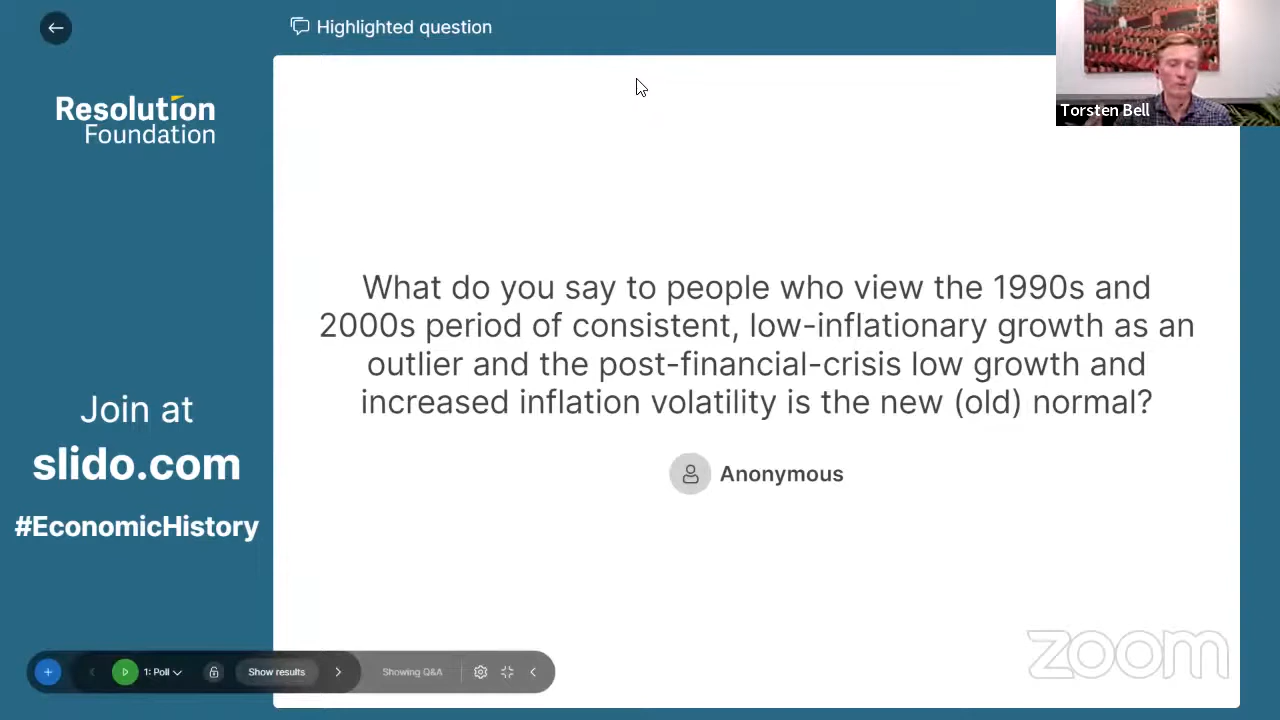 Highlighted question
Torsten Bell
Resolution
Foundation
What do you say to people who view the 1990s and
2000s period of consistent, low-inflationary growth as an
outlier and the post-financial-crisis low growth and
increased inflation volatility is the new (old) normal?
Anonymous
Join at
slido.com
#EconomicHistory
1: Poll
Show results
Showing Q&A
zoom